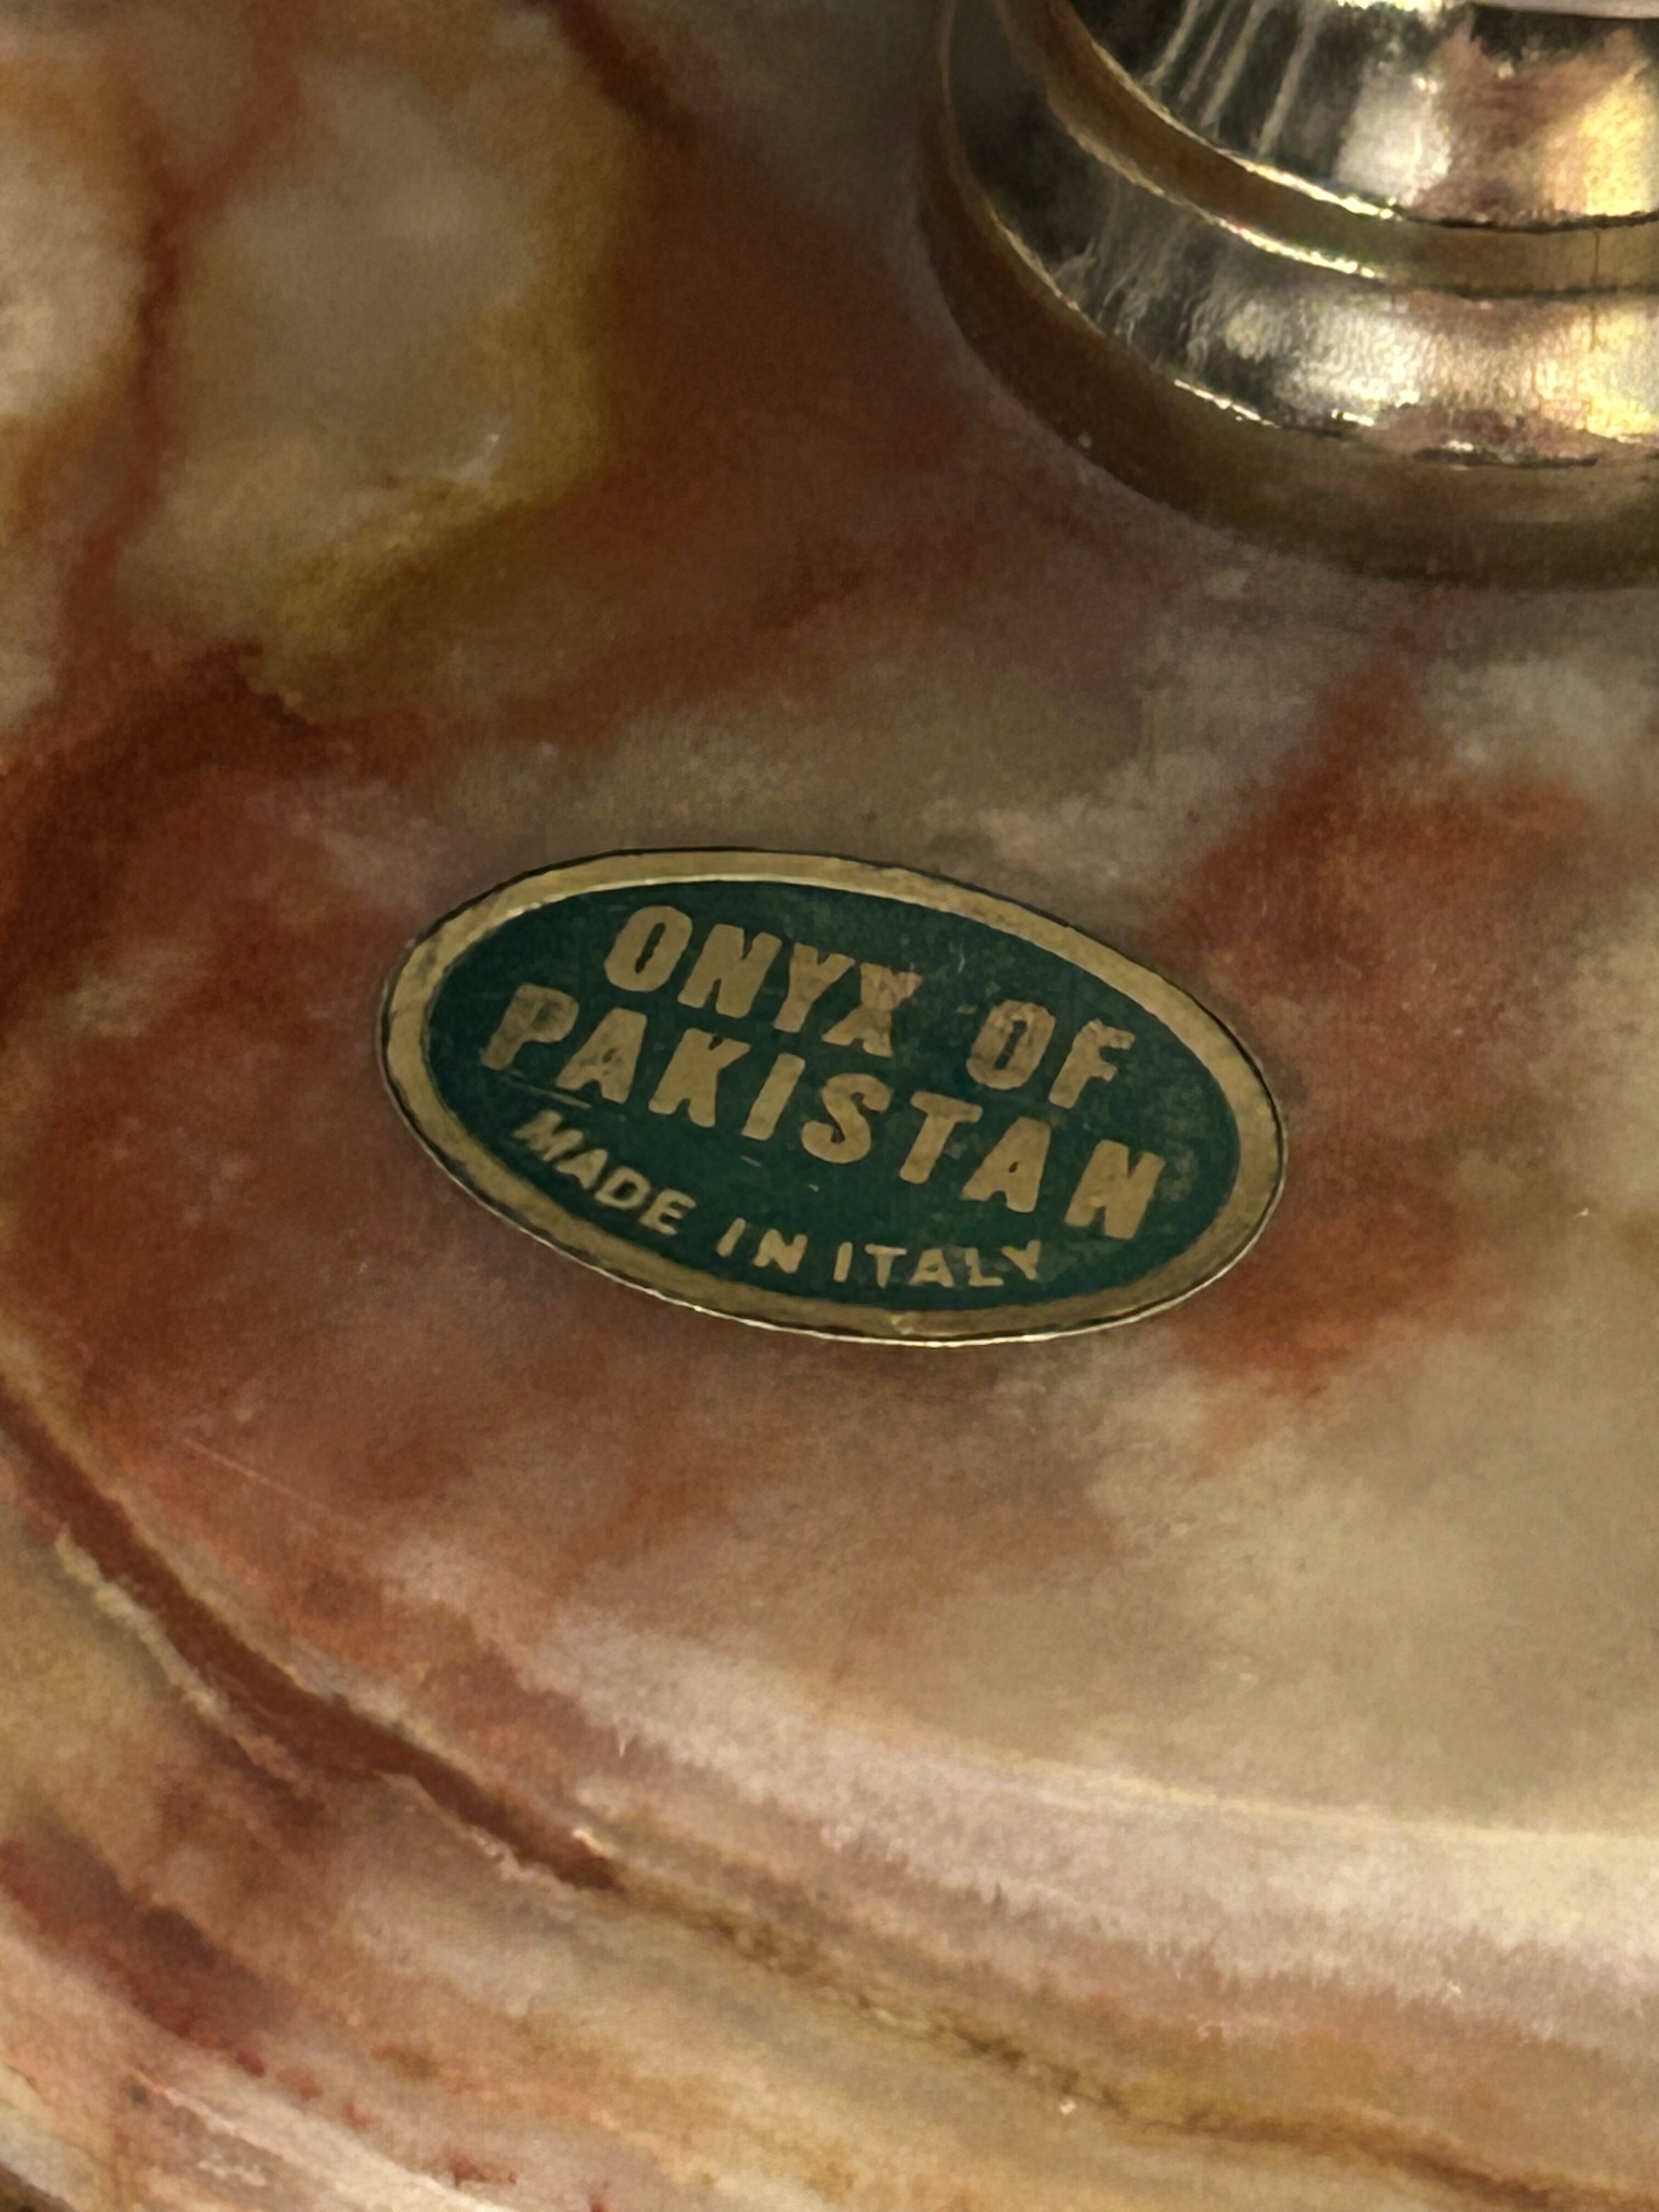 ONYX OF
PAKISTAN
MADE IN ITALY